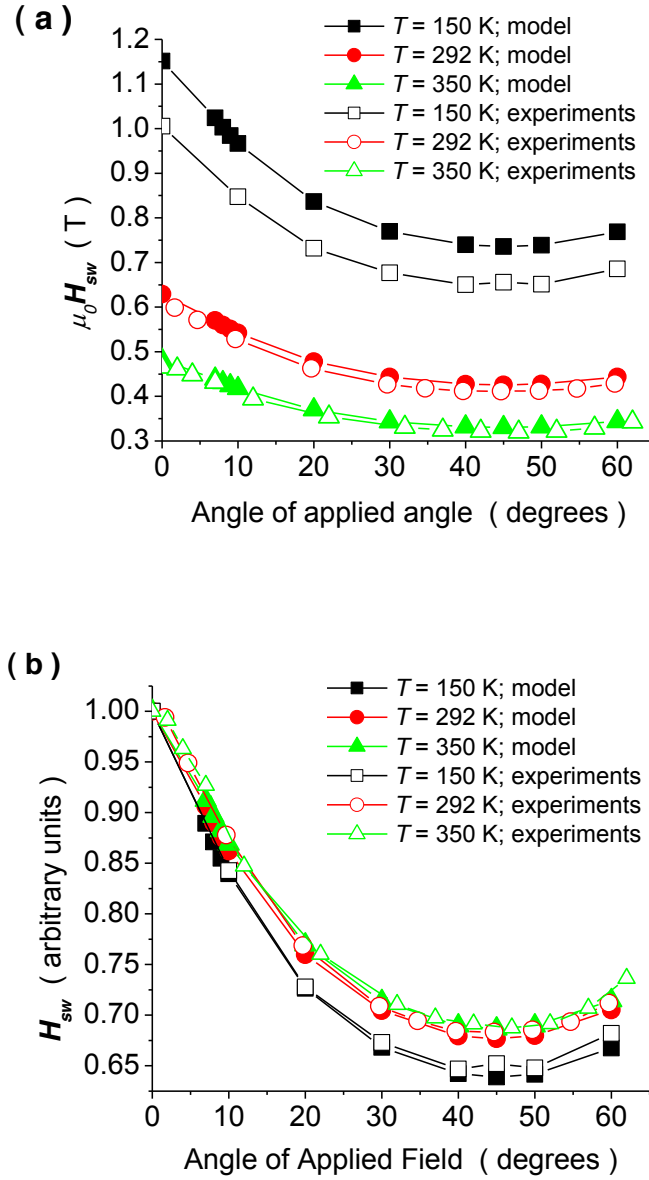 ( a )
1.2
1.1
1.0
0.9
0.8
0.7
0.6
0.5
0.4
0.3
μ0Hsw ( T )
T = 150 K; model
T = 292 K; model
T = 350 K; model
T = 150 K; experiments
T = 292 K; experiments
T = 350 K; experiments
0 10 20 30 40 50 60
Angle of applied angle ( degrees )
( b )
1.00
0.95
0.90
0.85
0.80
0.75
0.70
0.65
Hsw ( arbitrary units )
T = 150 K; model
T = 292 K; model
T = 350 K; model
T = 150 K; experiments
T = 292 K; experiments
T = 350 K; experiments
0 10 20 30 40 50 60
Angle of Applied Field ( degrees )